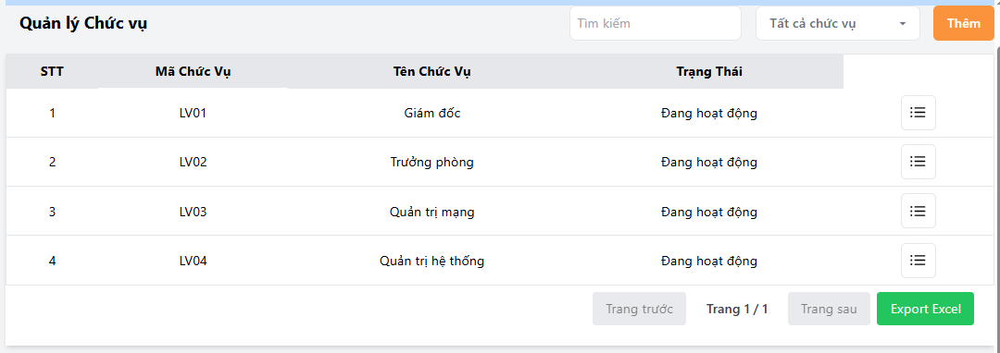 Quản lý Chức vụ Tìm kiếm Tất cả chức vụ Thêm
STT Mã Chức Vụ Tên Chức Vụ Trạng Thái
1 LV01 Giám đốc Đang hoạt động
2 LV02 Trưởng phòng Đang hoạt động
3 LV03 Quản trị mạng Đang hoạt động
4 LV04 Quản trị hệ thống Đang hoạt động
Trang trước Trang 1 / 1 Trang sau Export Excel